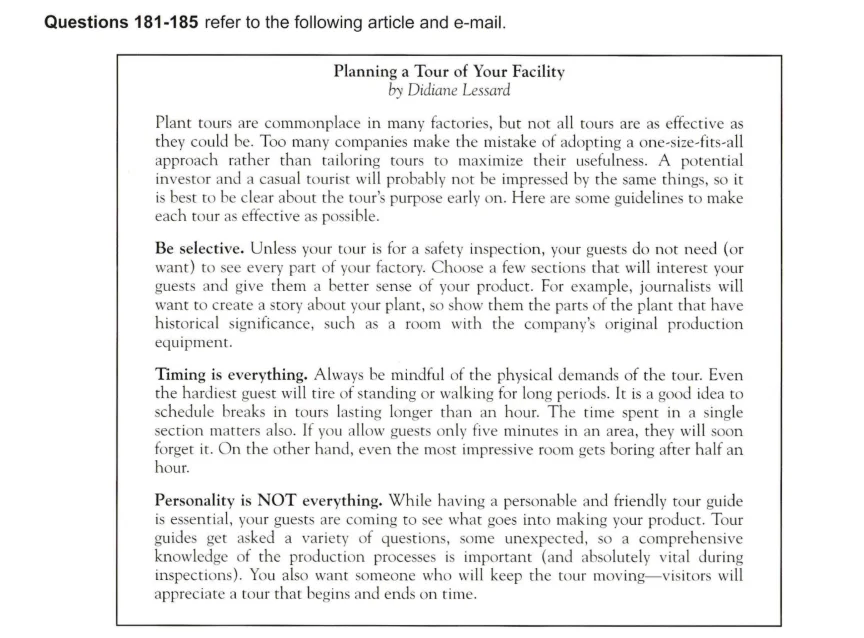 Questions 181-185 refer to the following article and e-mail.
Planning a Tour of Your Facility
by Didiane Lessard
Plant tours are commonplace in many factories, but not all tours are as effective as
they could be. Too many companies make the mistake of adopting a one-size-fits-all
approach rather than tailoring tours to maximize their usefulness. A potential
investor and a casual tourist will probably not be impressed by the same things, so it
is best to be clear about the tour's purpose early on. Here are some guidelines to make
each tour as effective as possible.
Be selective. Unless your tour is for a safety inspection, your guests do not need (or
want) to see every part of your factory. Choose a few sections that will interest your
guests and give them a better sense of your product. For example, journalists will
want to create a story about your plant, so show them the parts of the plant that have
historical significance, such as a room with the company's original production
equipment.
Timing is everything. Always be mindful of the physical demands of the tour. Even
the hardiest guest will tire of standing or walking for long periods. It is a good idea to
schedule breaks in tours lasting longer than an hour. The time spent in a single
section matters also. If you allow guests only five minutes in an area, they will soon
forget it. On the other hand, even the most impressive room gets boring after half an
hour.
Personality is NOT everything. While having a personable and friendly tour guide
is essential, your guests are coming to see what goes into making your product. Tour
guides get asked a variety of questions, some unexpected, so a comprehensive
knowledge of the production processes is important (and absolutely vital during
inspections). You also want someone who will keep the tour moving—visitors will
appreciate a tour that begins and ends on time.